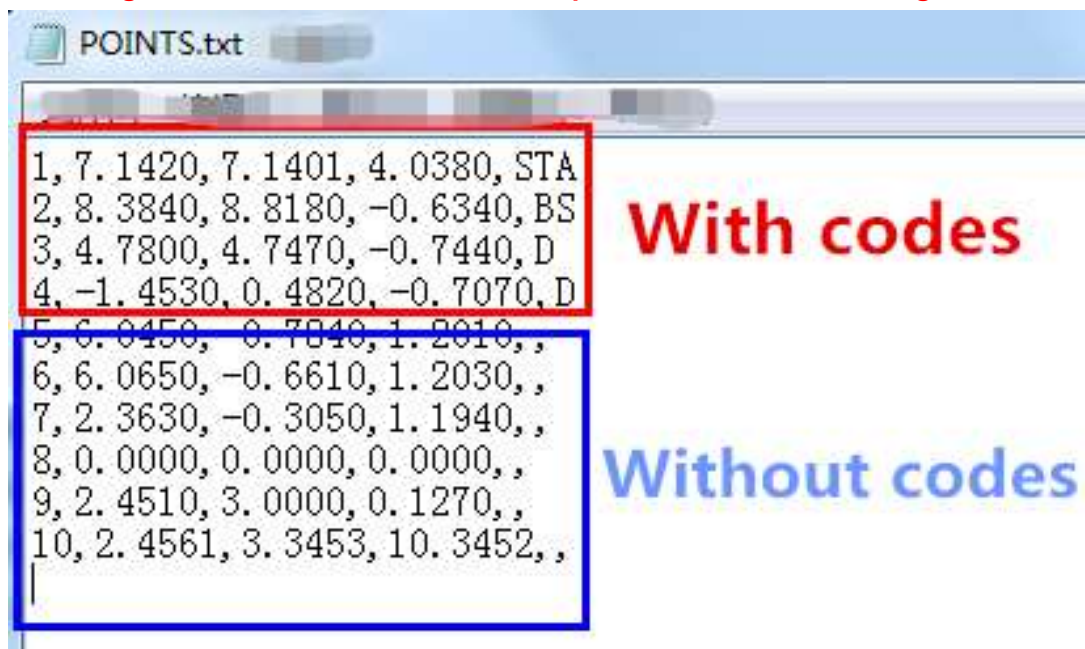 POINTS.txt
1, 7.1420, 7.1401, 4.0380, STA
2, 8.3840, 8.8180, -0.6340, BS
3, 4.7800, 4.7470, -0.7440, D
4, -1.4530, 0.4820, -0.7070, D
With codes
5, 6.0450, -0.7840, 1.2010, ,
6, 6.0650, -0.6610, 1.2030, ,
7, 2.3630, -0.3050, 1.1940, ,
8, 0.0000, 0.0000, 0.0000, ,
9, 2.4510, 3.0000, 0.1270, ,
10, 2.4561, 3.3453, 10.3452, ,
Without codes